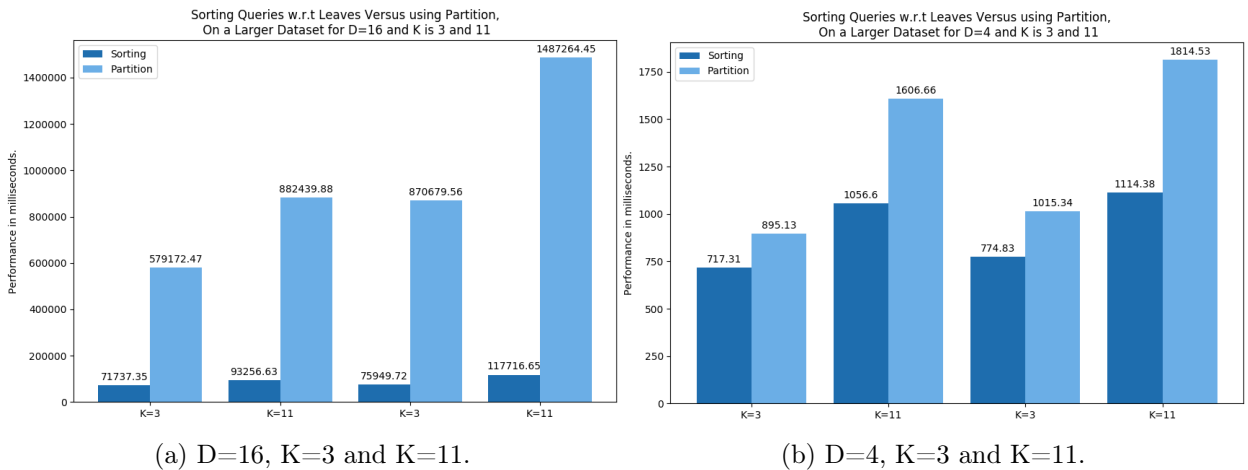 Sorting Queries w.r.t Leaves Versus using Partition,
On a Larger Dataset for D=16 and K is 3 and 11
Sorting
Partition
Performance in milliseconds.
1400000
1200000
1000000
800000
600000
400000
200000
0
71737.35
579172.47
93256.63
882439.88
75949.72
870679.56
117716.65
1487264.45
K=3
K=11
K=3
K=11
(a) D=16, K=3 and K=11.
Sorting Queries w.r.t Leaves Versus using Partition,
On a Larger Dataset for D=4 and K is 3 and 11
Sorting
Partition
Performance in milliseconds.
1750
1500
1250
1000
750
500
250
0
717.31
895.13
1056.6
1606.66
774.83
1015.34
1114.38
1814.53
K=3
K=11
K=3
K=11
(b) D=4, K=3 and K=11.